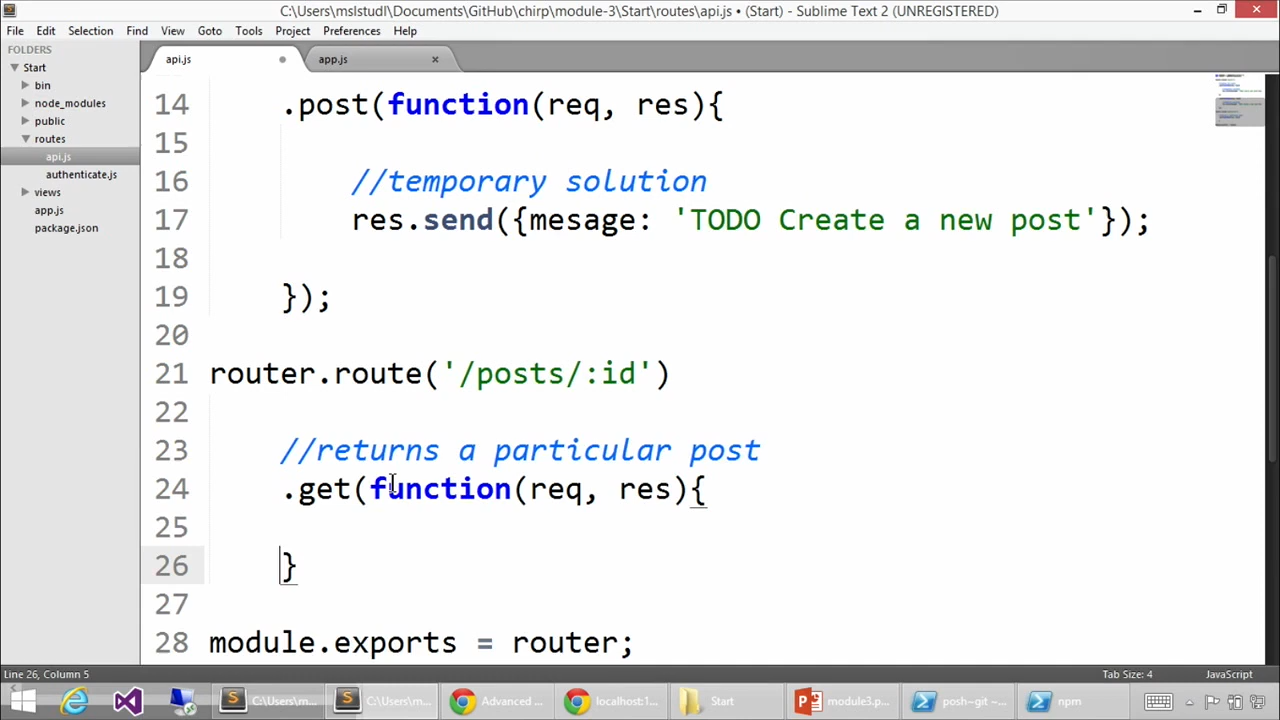 C:\Users\mslstudl\Documents\GitHub\chirp\module-3\Start\routes\api.js • (Start) - Sublime Text 2 (UNREGISTERED)
File Edit Selection Find View Goto Tools Project Preferences Help
FOLDERS
Start
bin
node_modules
public
routes
api.js
authenticate.js
views
app.js
package.json
api.js app.js
14 .post(function(req, res){
15
16 //temporary solution
17 res.send({mesage: 'TODO Create a new post'});
18
19 });
20
21 router.route('/posts/:id')
22
23 //returns a particular post
24 .get(function(req, res){
25
26 }
27
28 module.exports = router;
Line 26, Column 5 Tab Size: 4 JavaScript
C:\Users\m... C:\Users\m... Advanced ... localhost:1... Start module3.p... posh~git ~... npm